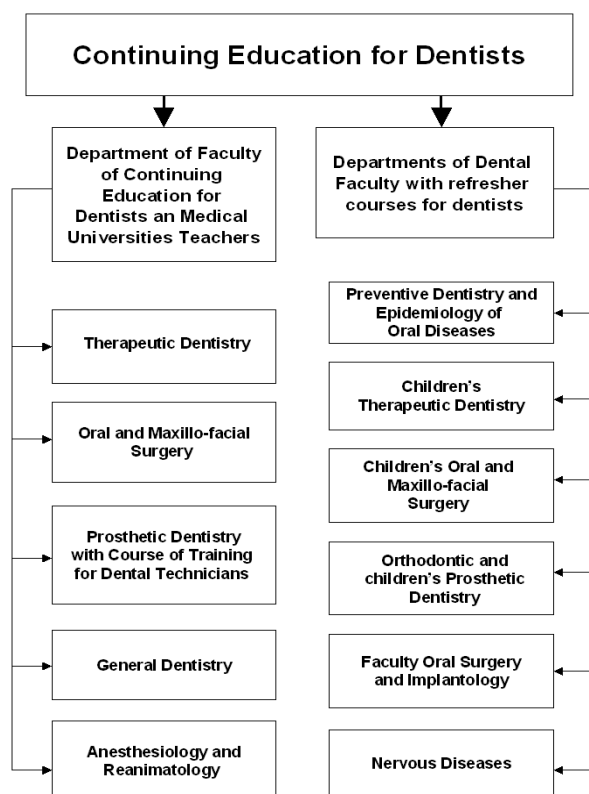 Continuing Education for Dentists
Department of Faculty
of Continuing
Education for
Dentists an Medical
Universities Teachers
Therapeutic Dentistry
Oral and Maxillo-facial
Surgery
Prosthetic Dentistry
with Course of Training
for Dental Technicians
General Dentistry
Anesthesiology and
Reanimatology
Departments of Dental
Faculty with refresher
courses for dentists
Preventive Dentistry and
Epidemiology of
Oral Diseases
Children's
Therapeutic Dentistry
Children's Oral and
Maxillo-facial
Surgery
Orthodontic and
children's Prosthetic
Dentistry
Faculty Oral Surgery
and Implantology
Nervous Diseases